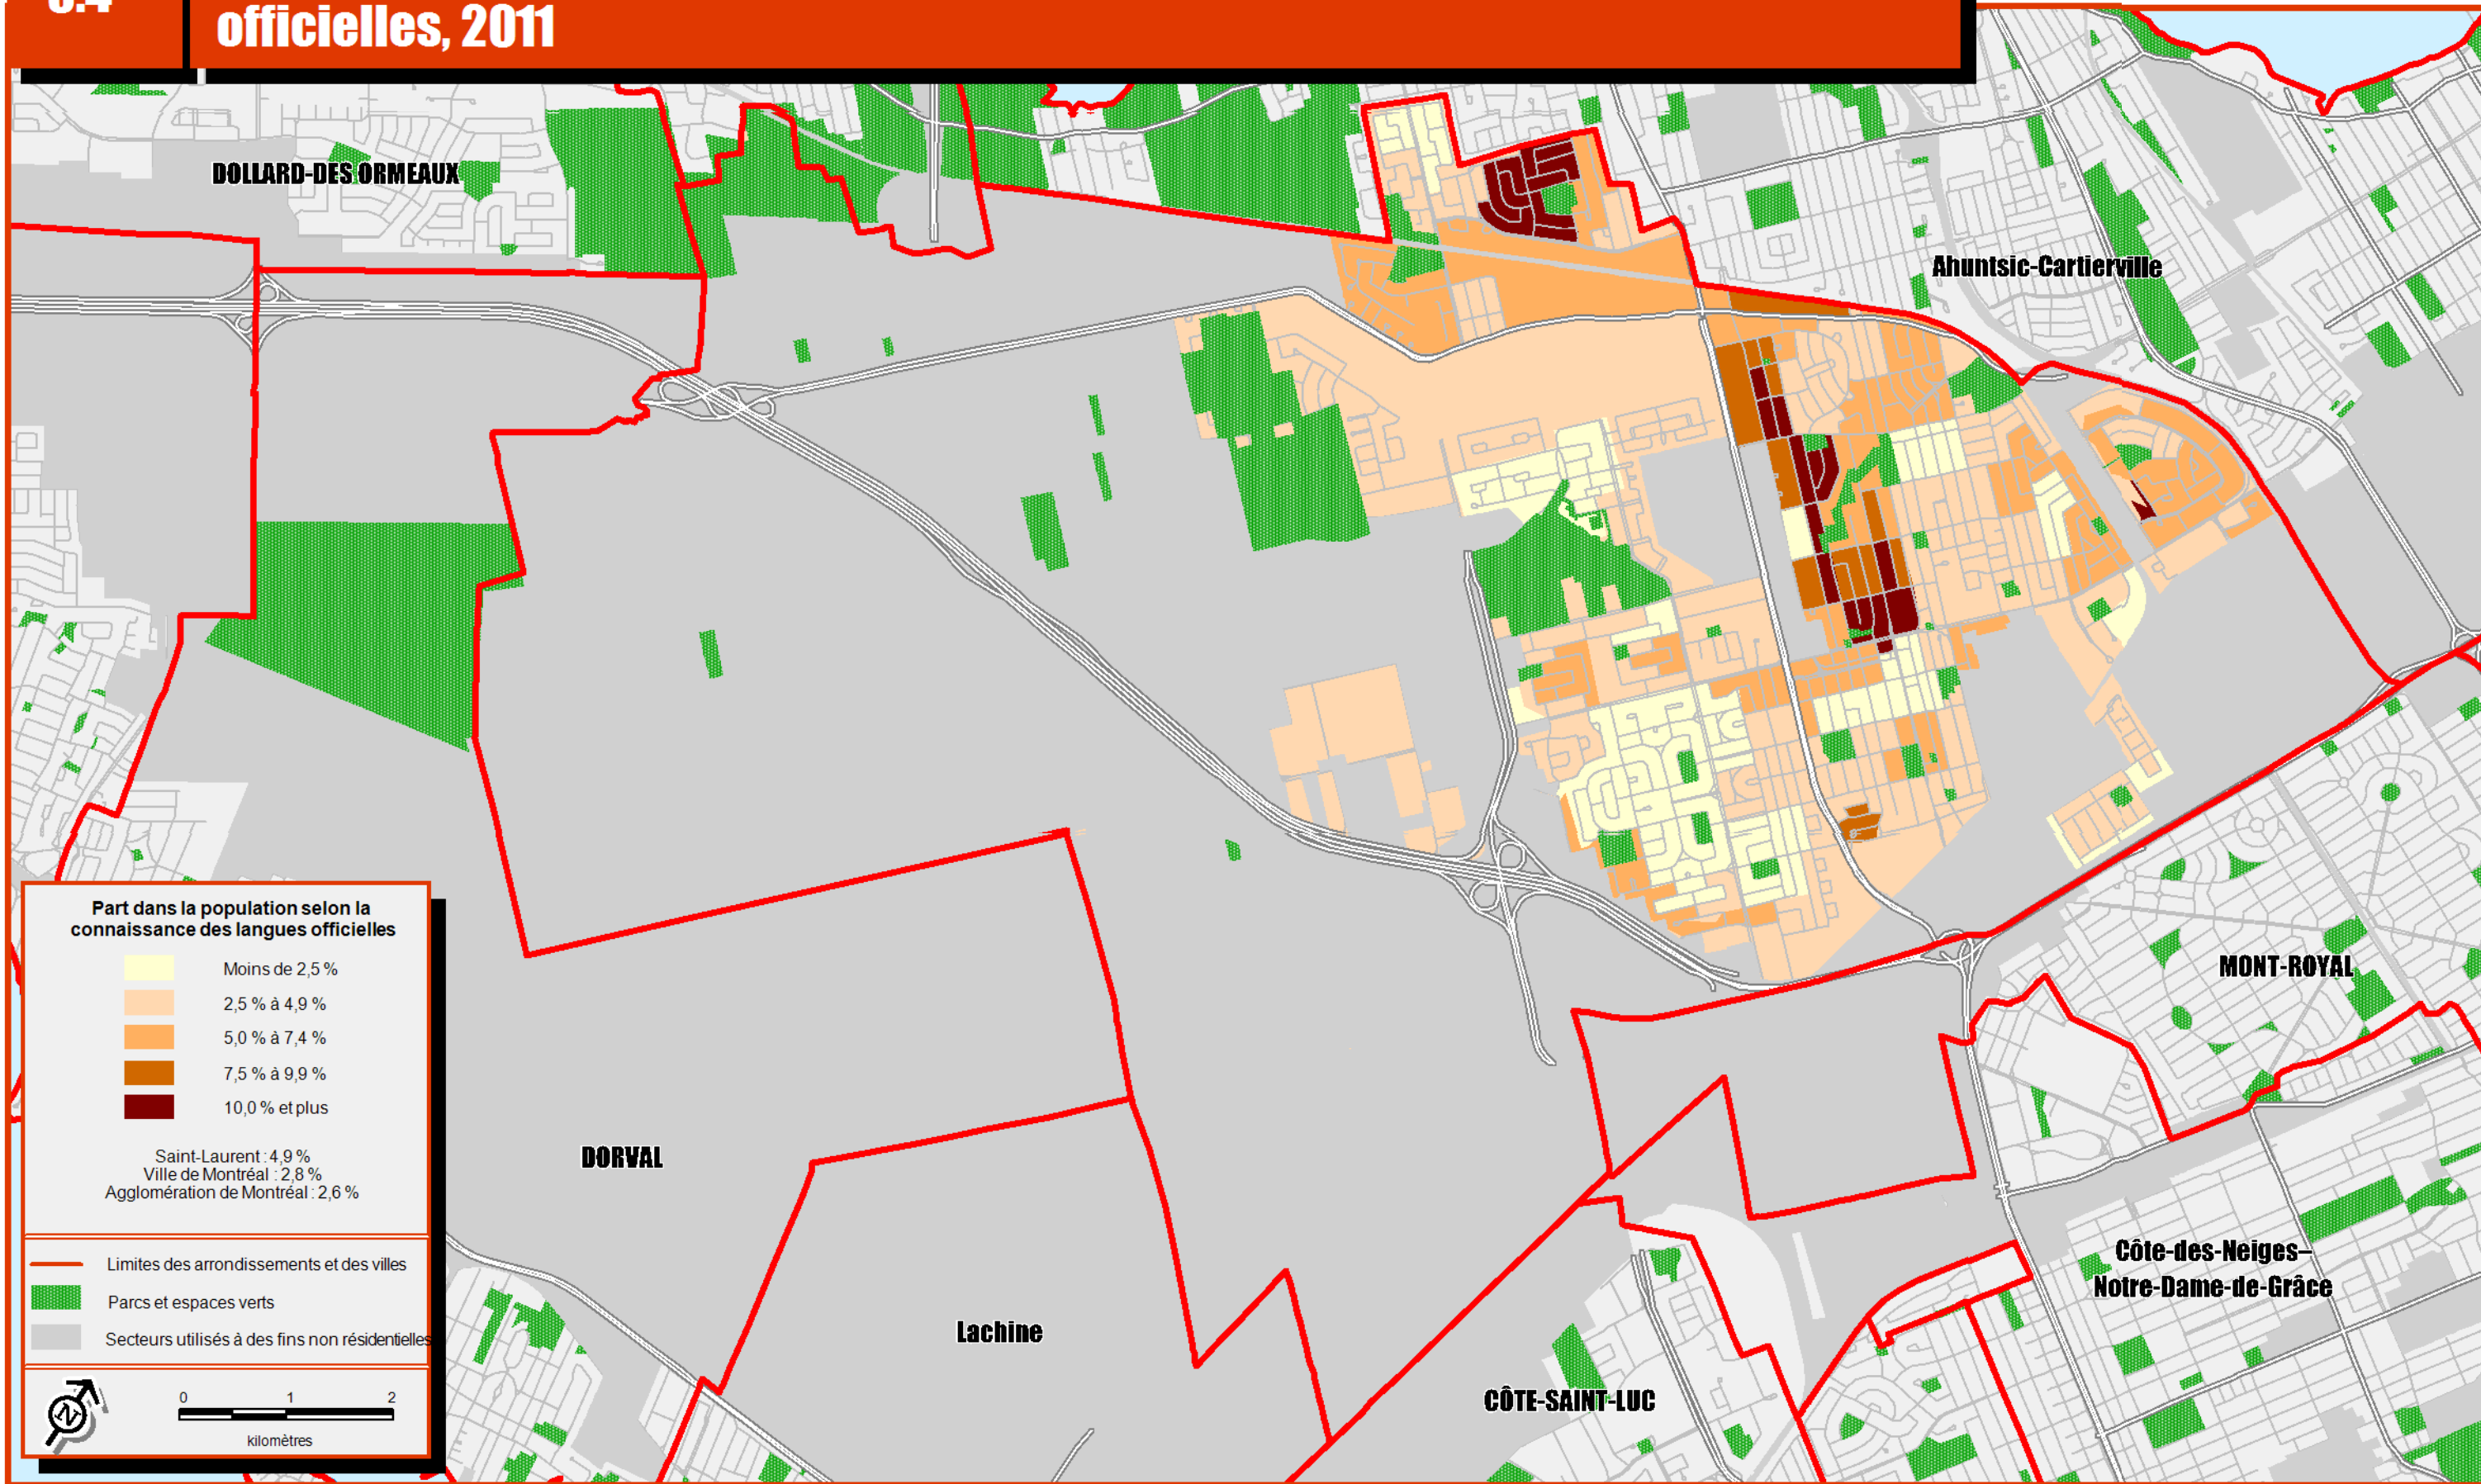 officielles, 2011
DOLLARD-DES ORMEAUX
Ahuntsic-Cartierville
Part dans la population selon la
connaissance des langues officielles
Moins de 2,5 %
2,5 % à 4,9 %
5,0 % à 7,4 %
7,5 % à 9,9 %
10,0 % et plus
Saint-Laurent : 4,9 %
Ville de Montréal : 2,8 %
Agglomération de Montréal : 2,6 %
Limites des arrondissements et des villes
Parcs et espaces verts
Secteurs utilisés à des fins non résidentielles
N
0 1 2
kilomètres
MONT-ROYAL
DORVAL
Lachine
Côte-des-Neiges–
Notre-Dame-de-Grâce
CÔTE-SAINT-LUC